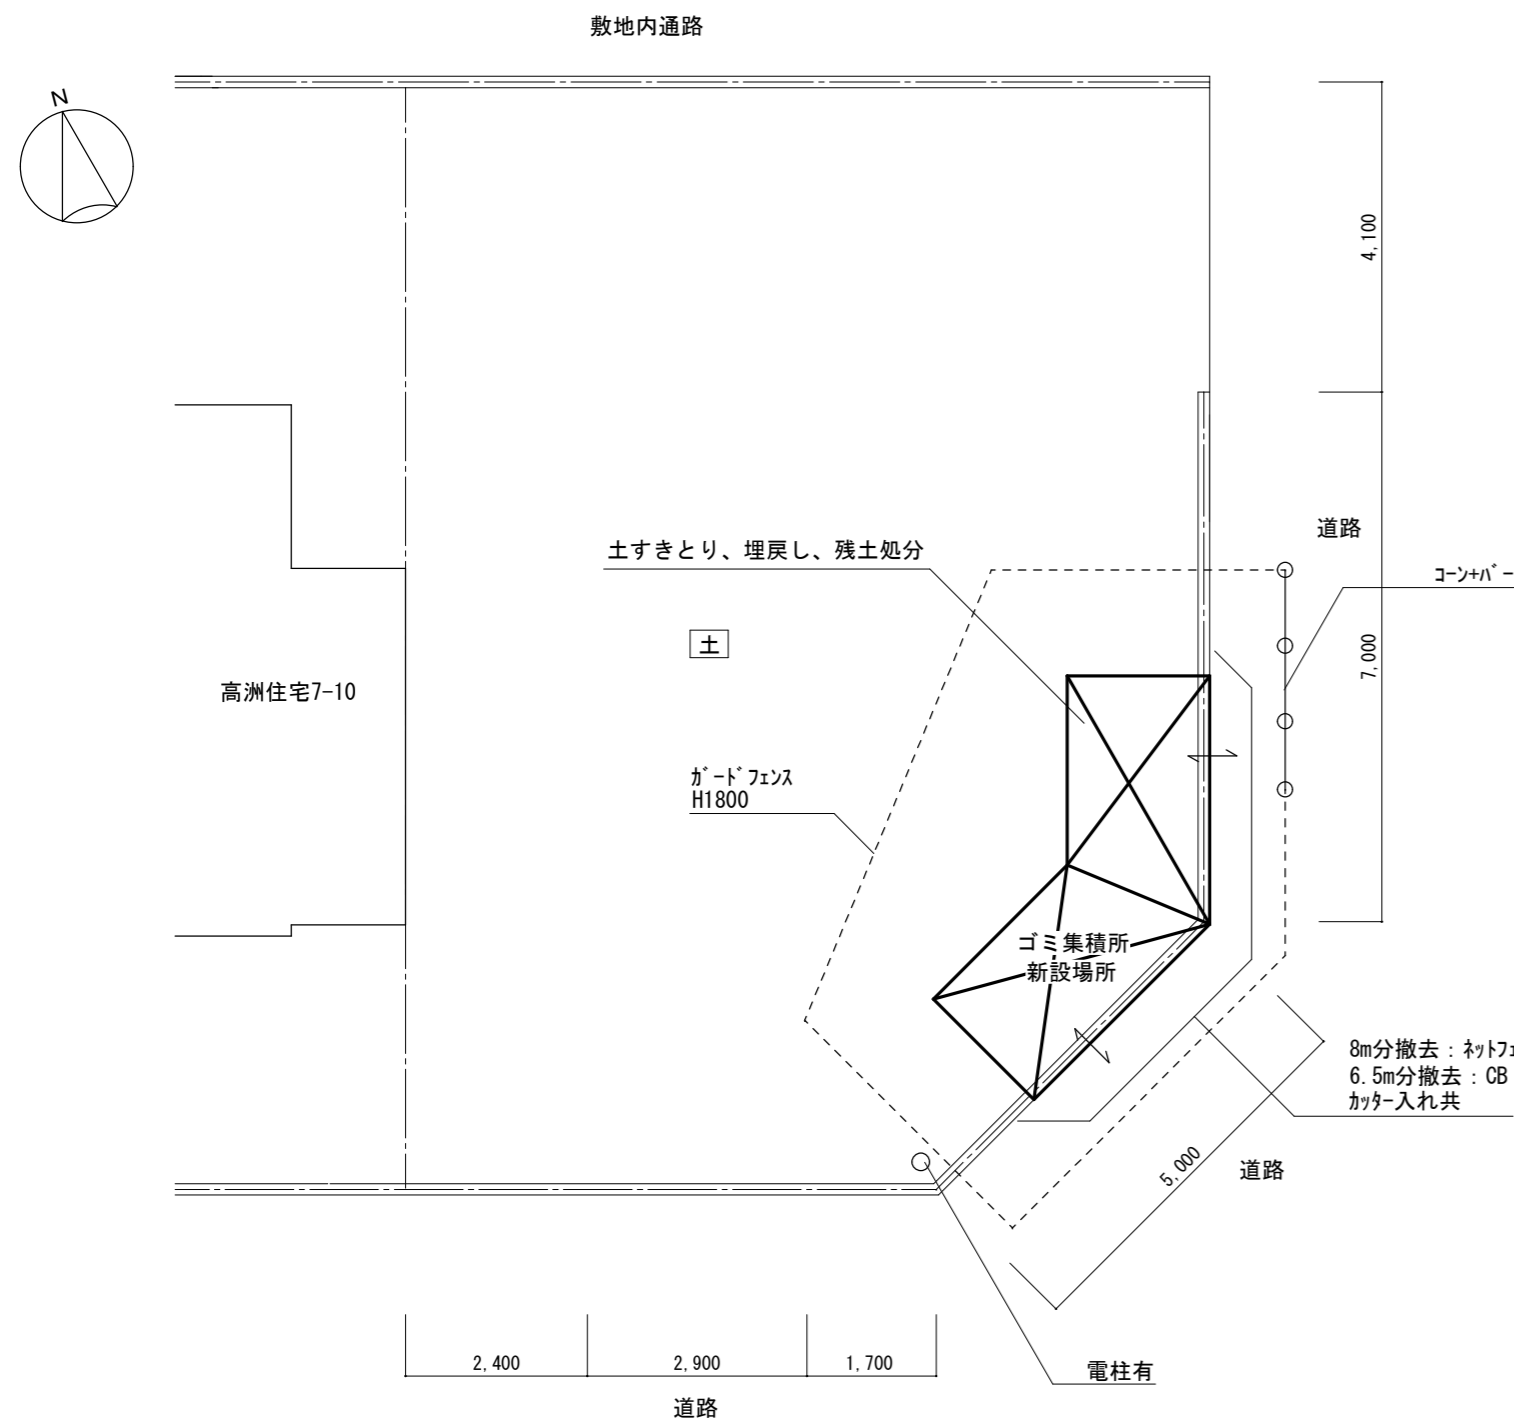 敷地内通路
N
4,100
道路
土すきとり、埋戻し、残土処分
コーン+バー
土
7,000
高洲住宅7-10
ガードフェンス
H1800
ゴミ集積所
新設場所
8m分撤去：ネットフェ
6.5m分撤去：CB
カッター入れ共
5,000
道路
2,400
2,900
1,700
電柱有
道路